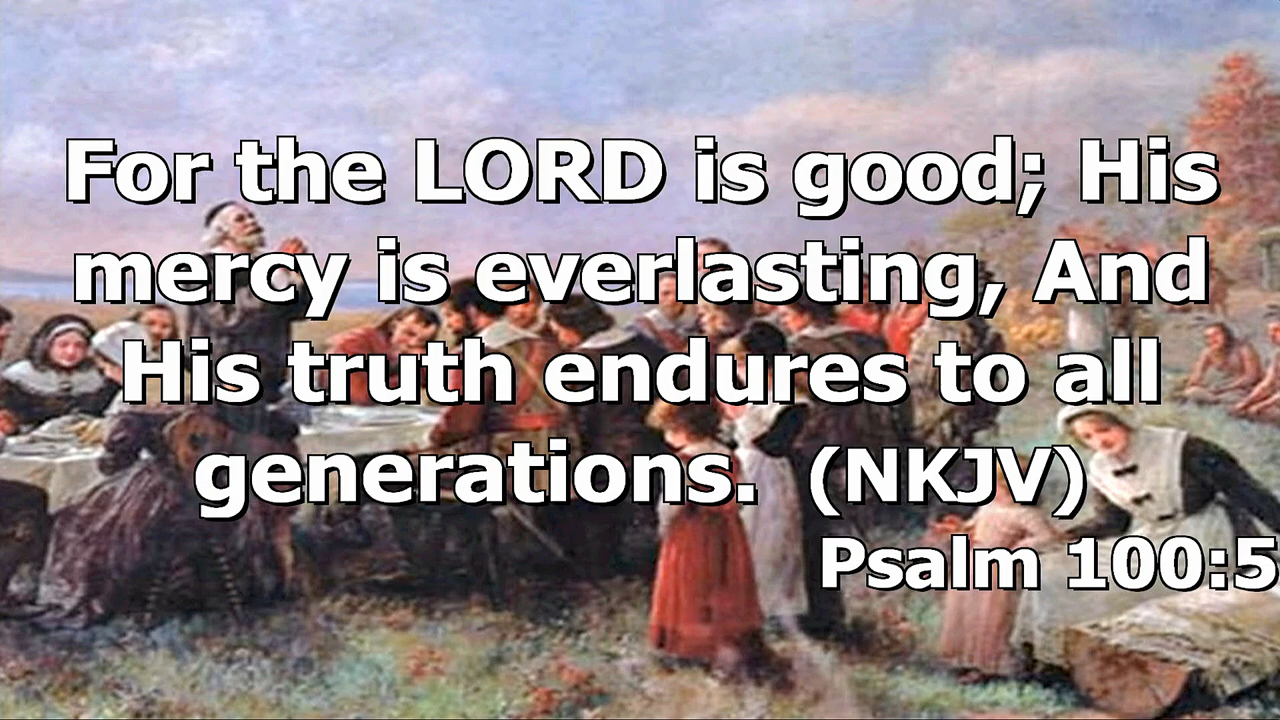 For the LORD is good; His
mercy is everlasting, And
His truth endures to all
generations. (NKJV)
Psalm 100:5